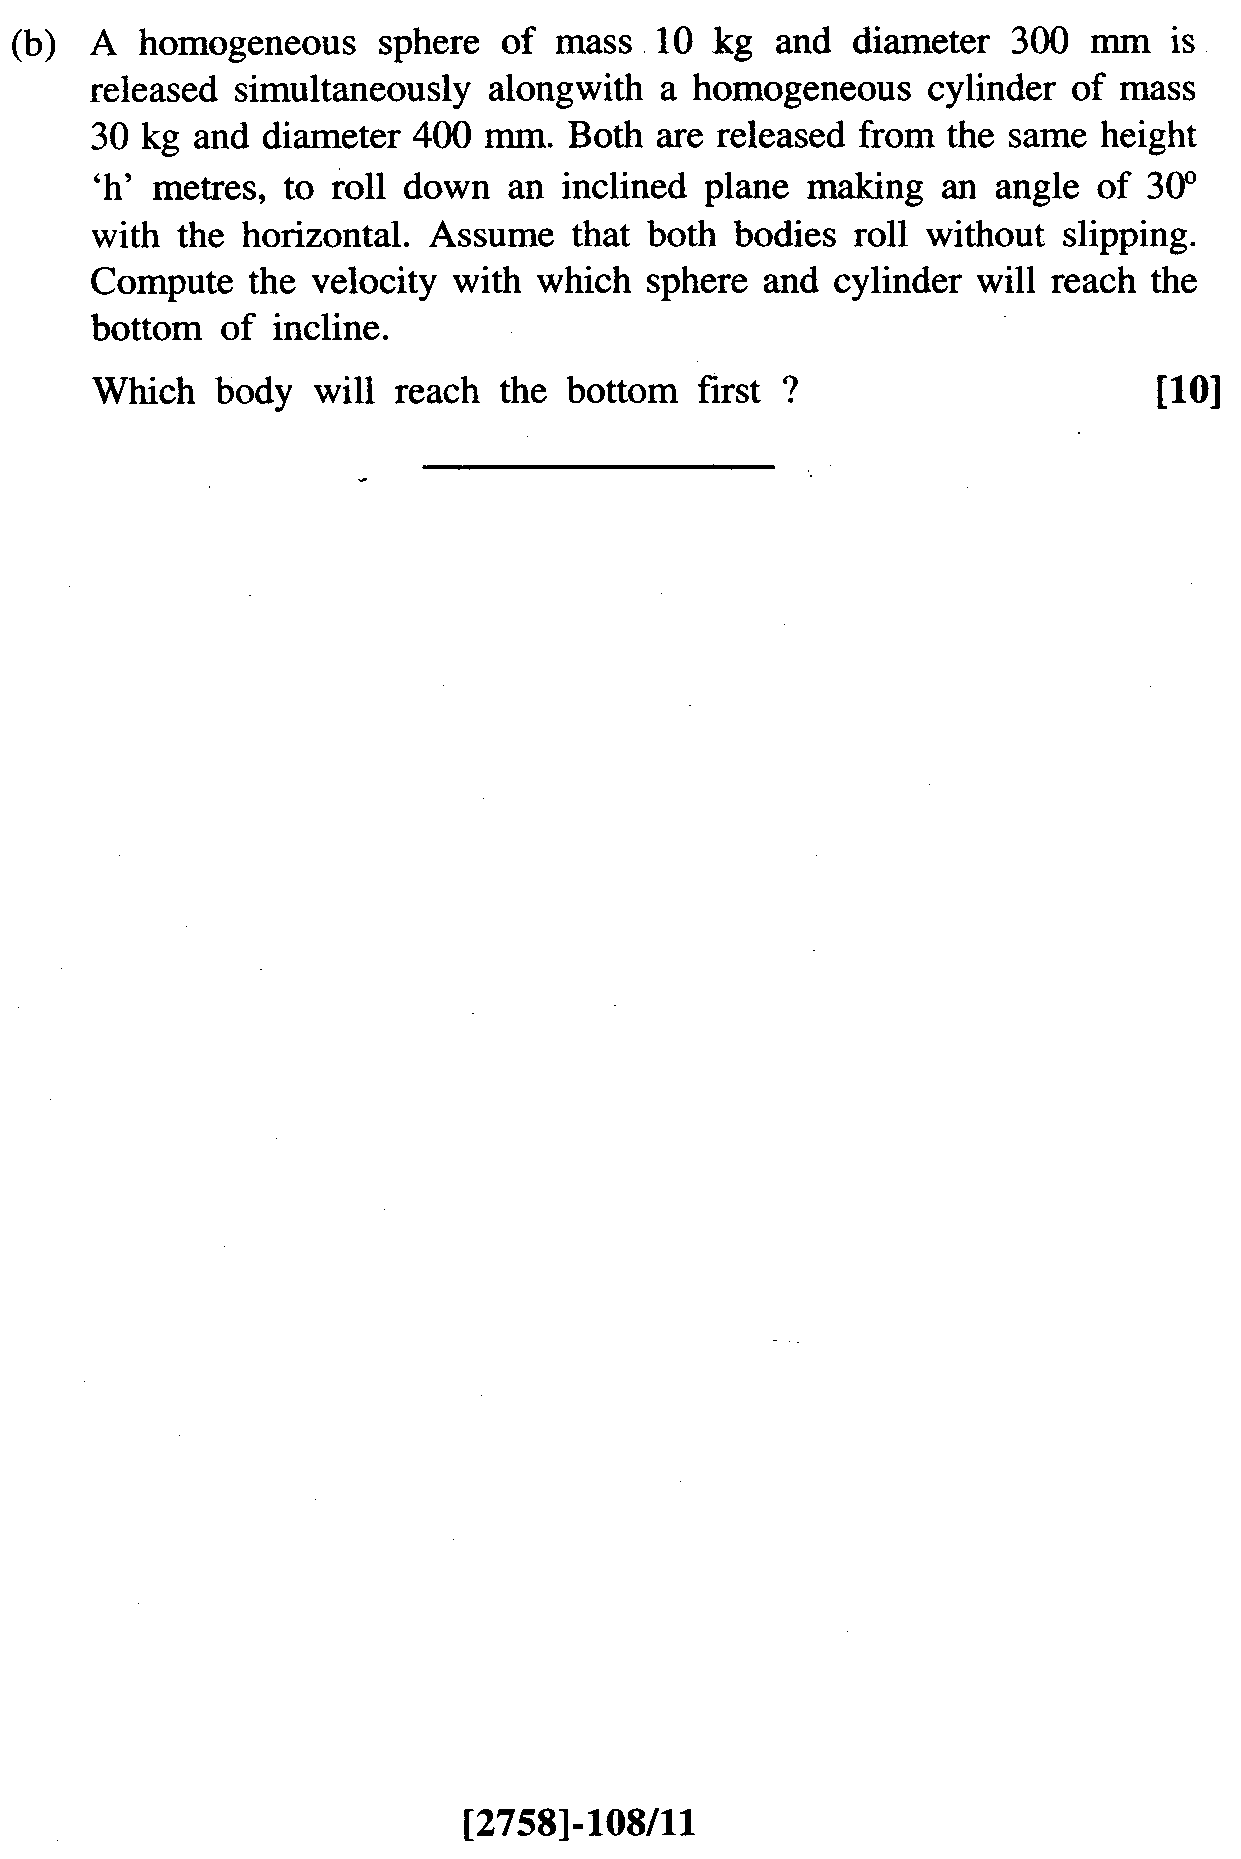 (b) A homogeneous sphere of mass 10 kg and diameter 300 mm is
released simultaneously alongwith a homogeneous cylinder of mass
30 kg and diameter 400 mm. Both are released from the same height
‘h’ metres, to roll down an inclined plane making an angle of 30º
with the horizontal. Assume that both bodies roll without slipping.
Compute the velocity with which sphere and cylinder will reach the
bottom of incline.
Which body will reach the bottom first ? [10]
[2758]-108/11